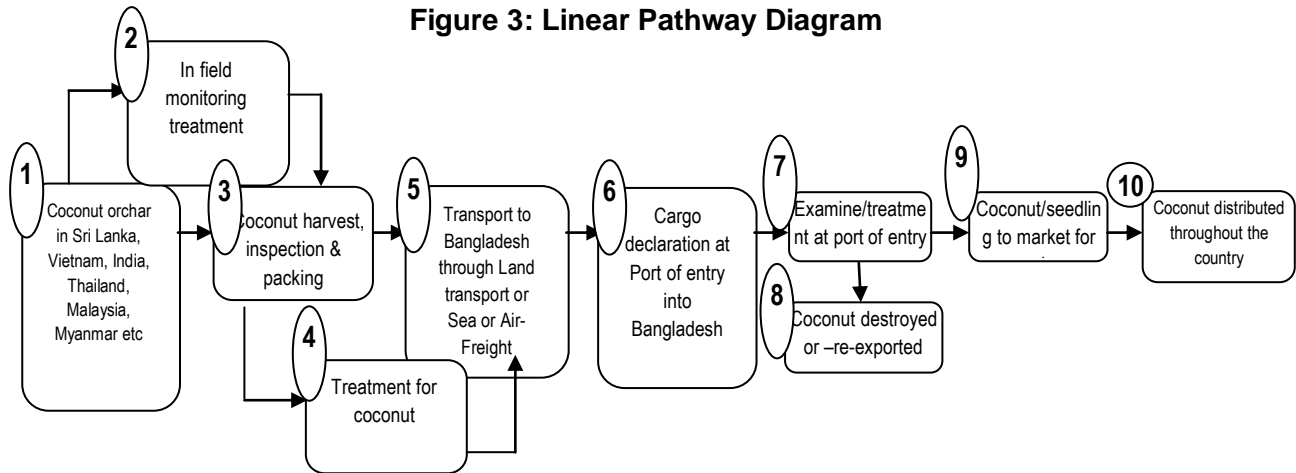 Figure 3: Linear Pathway Diagram
1
Coconut orchar
in Sri Lanka,
Vietnam, India,
Thailand,
Malaysia,
Myanmar etc
2
In field
monitoring
treatment
3
Coconut harvest,
inspection &
packing
4
Treatment for
coconut
5
Transport to
Bangladesh
through Land
transport or
Sea or Air-
Freight
6
Cargo
declaration at
Port of entry
into
Bangladesh
7
Examine/treatme
nt at port of entry
8
Coconut destroyed
or –re-exported
9
Coconut/seedlin
g to market for
10
Coconut distributed
throughout the
country